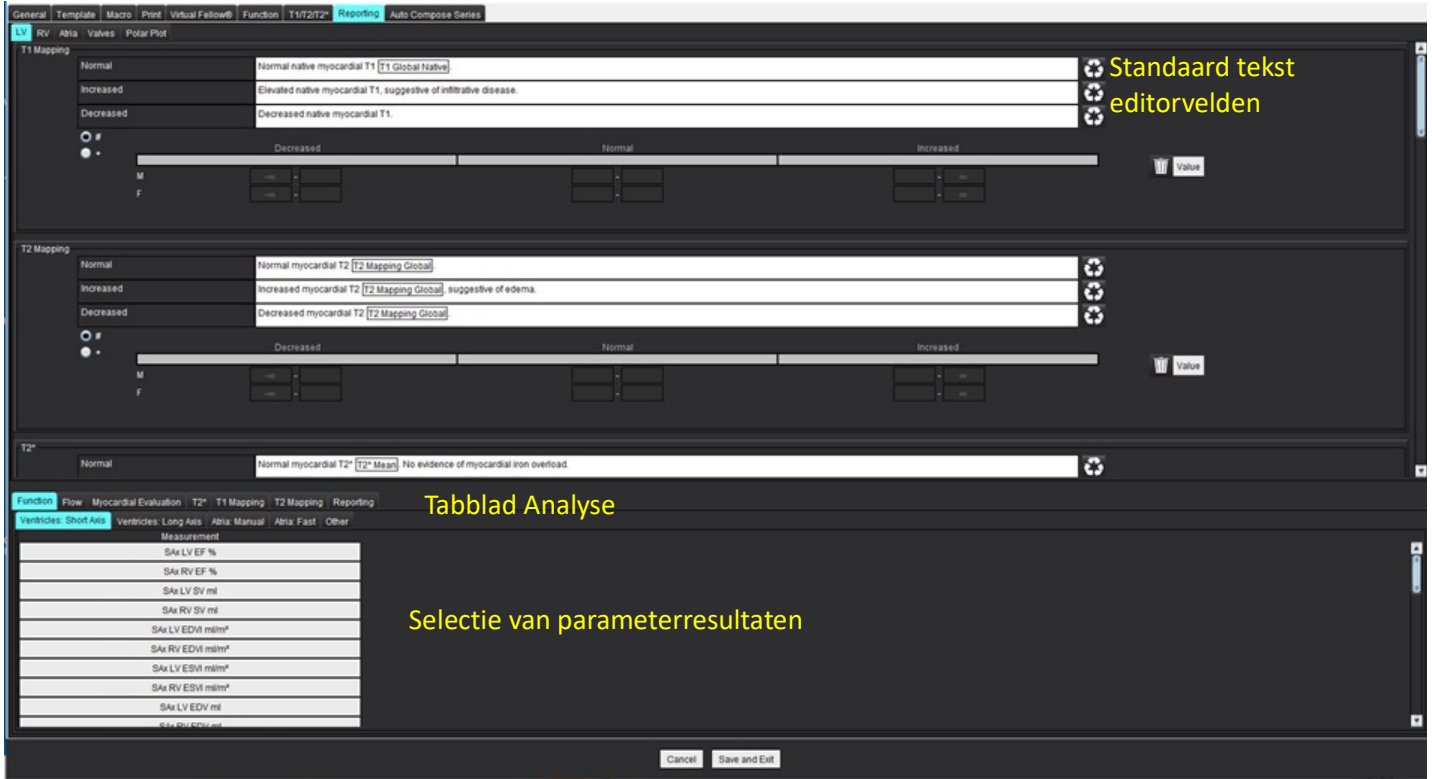 General Template Macro Print Virtual Fellow® Function T1/T2/T2* Reporting Auto Compose Series
LV RV Atria Valves Polar Plot
T1 Mapping
Normal Normal native myocardial T1 T1 Global Native.
Standaard tekst
editorvelden
Increased Elevated native myocardial T1, suggestive of infiltrative disease.
Decreased Decreased native myocardial T1.
#
+
Decreased Normal Increased
Value
M -∞ - - - ∞
F -∞ - - - ∞
T2 Mapping
Normal Normal myocardial T2 T2 Mapping Global.
Increased Increased myocardial T2 T2 Mapping Global, suggestive of edema.
Decreased Decreased myocardial T2 T2 Mapping Global.
#
+
Decreased Normal Increased
Value
M -∞ - - - ∞
F -∞ - - - ∞
T2*
Normal Normal myocardial T2* T2* Mean. No evidence of myocardial iron overload.
Function Flow Myocardial Evaluation T2* T1 Mapping T2 Mapping Reporting
Tabblad Analyse
Ventricles: Short Axis Ventricles: Long Axis Atria: Manual Atria: Fast Other
Measurement
SAx LV EF %
SAx RV EF %
SAx LV SV ml
SAx RV SV ml
Selectie van parameterresultaten
SAx LV EDVI ml/m²
SAx RV EDVI ml/m²
SAx LV ESVI ml/m²
SAx RV ESVI ml/m²
SAx LV EDV ml
SAx RV EDV ml
Cancel Save and Exit